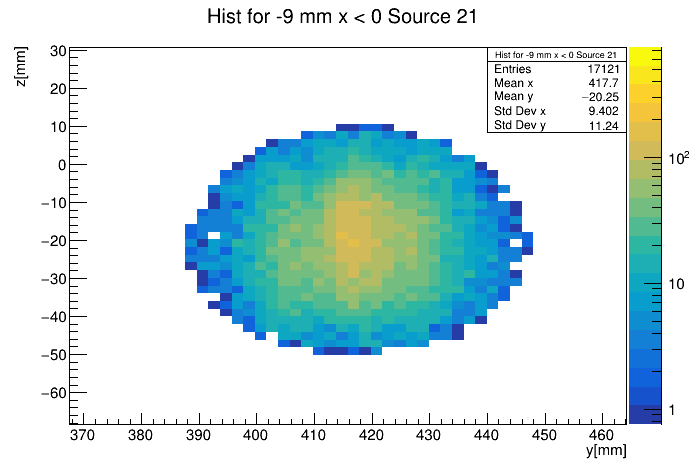 Hist for -9 mm x < 0 Source 21
Hist for -9 mm x < 0 Source 21
Entries 17121
Mean x 417.7
Mean y −20.25
Std Dev x 9.402
Std Dev y 11.24
z[mm]
30
20
10
0
−10
−20
−30
−40
−50
−60
370 380 390 400 410 420 430 440 450 460
y[mm]
10²
10
1